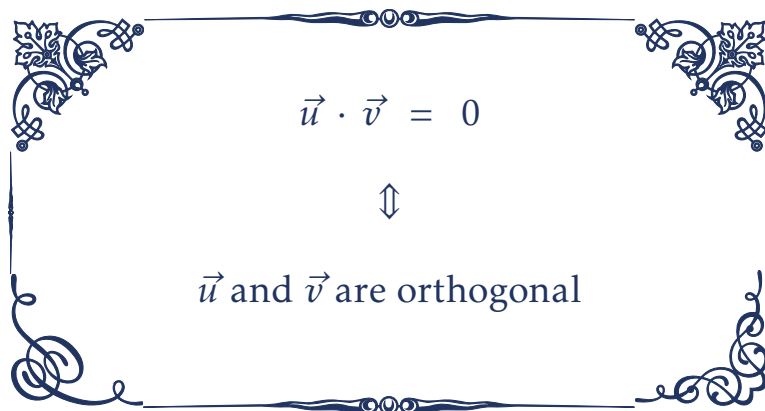 u⃗ · v⃗ = 0
⇕
u⃗ and v⃗ are orthogonal